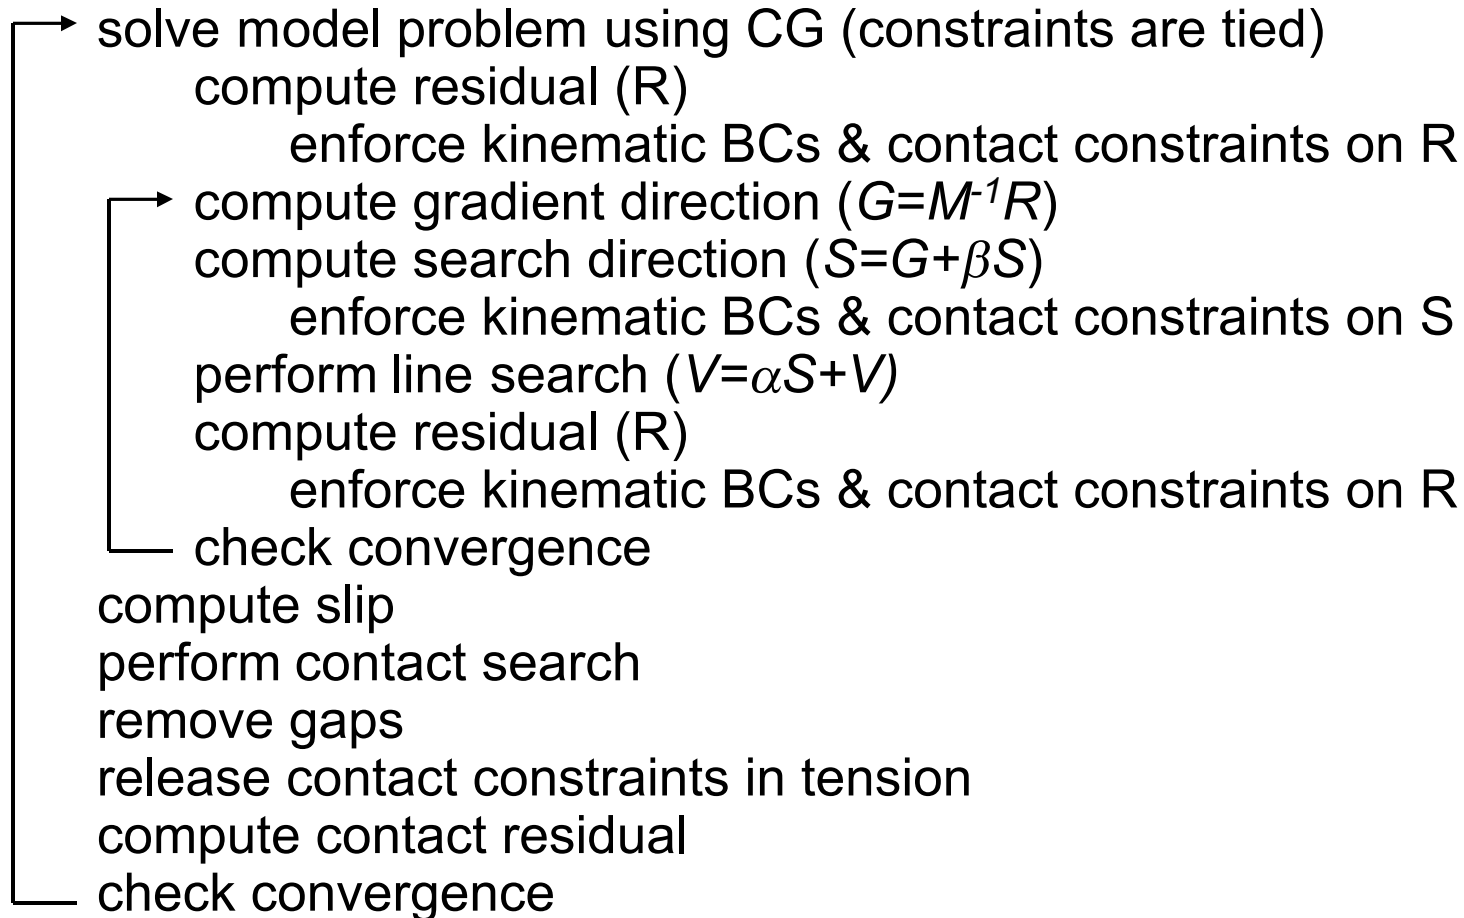 solve model problem using CG (constraints are tied)
compute residual (R)
enforce kinematic BCs & contact constraints on R
compute gradient direction (G=M⁻¹R)
compute search direction (S=G+βS)
enforce kinematic BCs & contact constraints on S
perform line search (V=αS+V)
compute residual (R)
enforce kinematic BCs & contact constraints on R
check convergence
compute slip
perform contact search
remove gaps
release contact constraints in tension
compute contact residual
check convergence